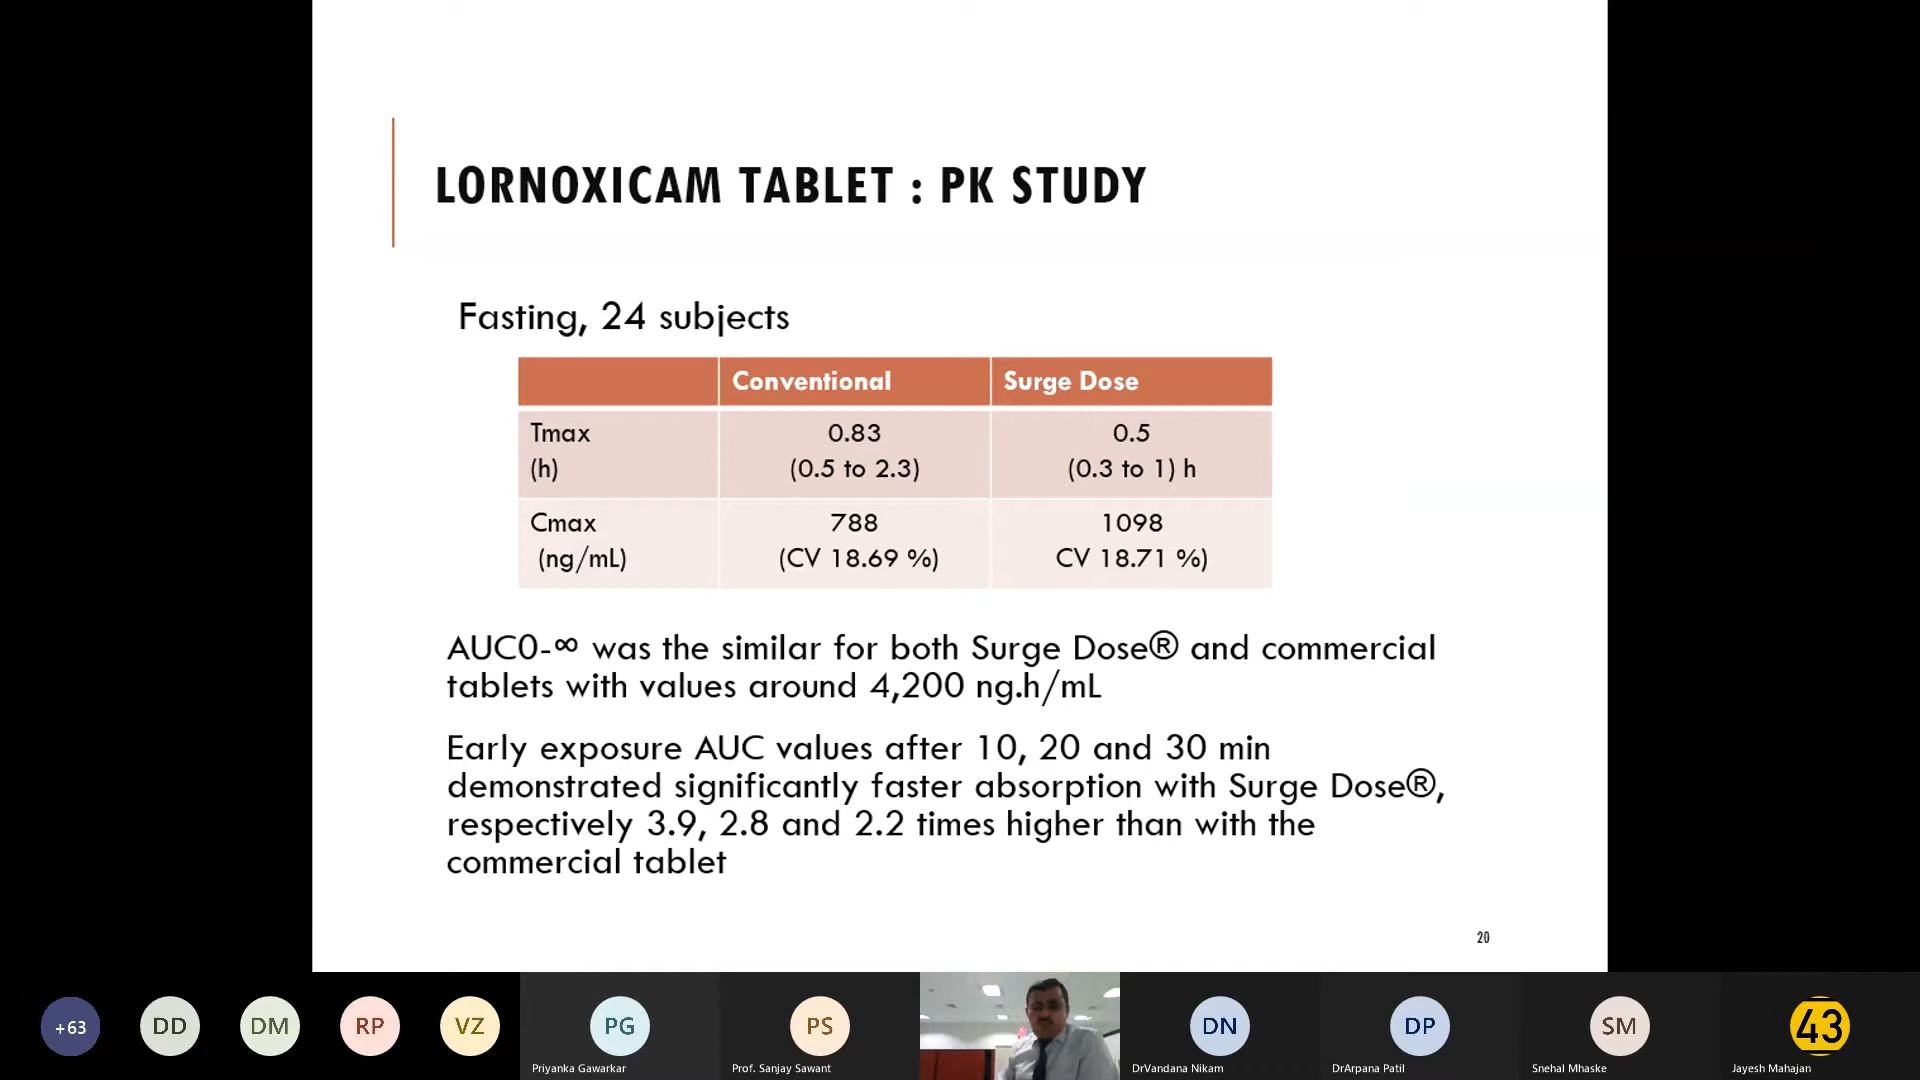 LORNOXICAM TABLET : PK STUDY
Fasting, 24 subjects
Conventional Surge Dose
Tmax 0.83 0.5
(h) (0.5 to 2.3) (0.3 to 1) h
Cmax 788 1098
(ng/mL) (CV 18.69 %) CV 18.71 %)
AUC0-∞ was the similar for both Surge Dose® and commercial
tablets with values around 4,200 ng.h/mL
Early exposure AUC values after 10, 20 and 30 min
demonstrated significantly faster absorption with Surge Dose®,
respectively 3.9, 2.8 and 2.2 times higher than with the
commercial tablet
20
+63 DD DM RP VZ PG PS DN DP SM 43
Priyanka Gawarkar Prof. Sanjay Sawant DrVandana Nikam DrArpana Patil Snehal Mhaske Jayesh Mahajan